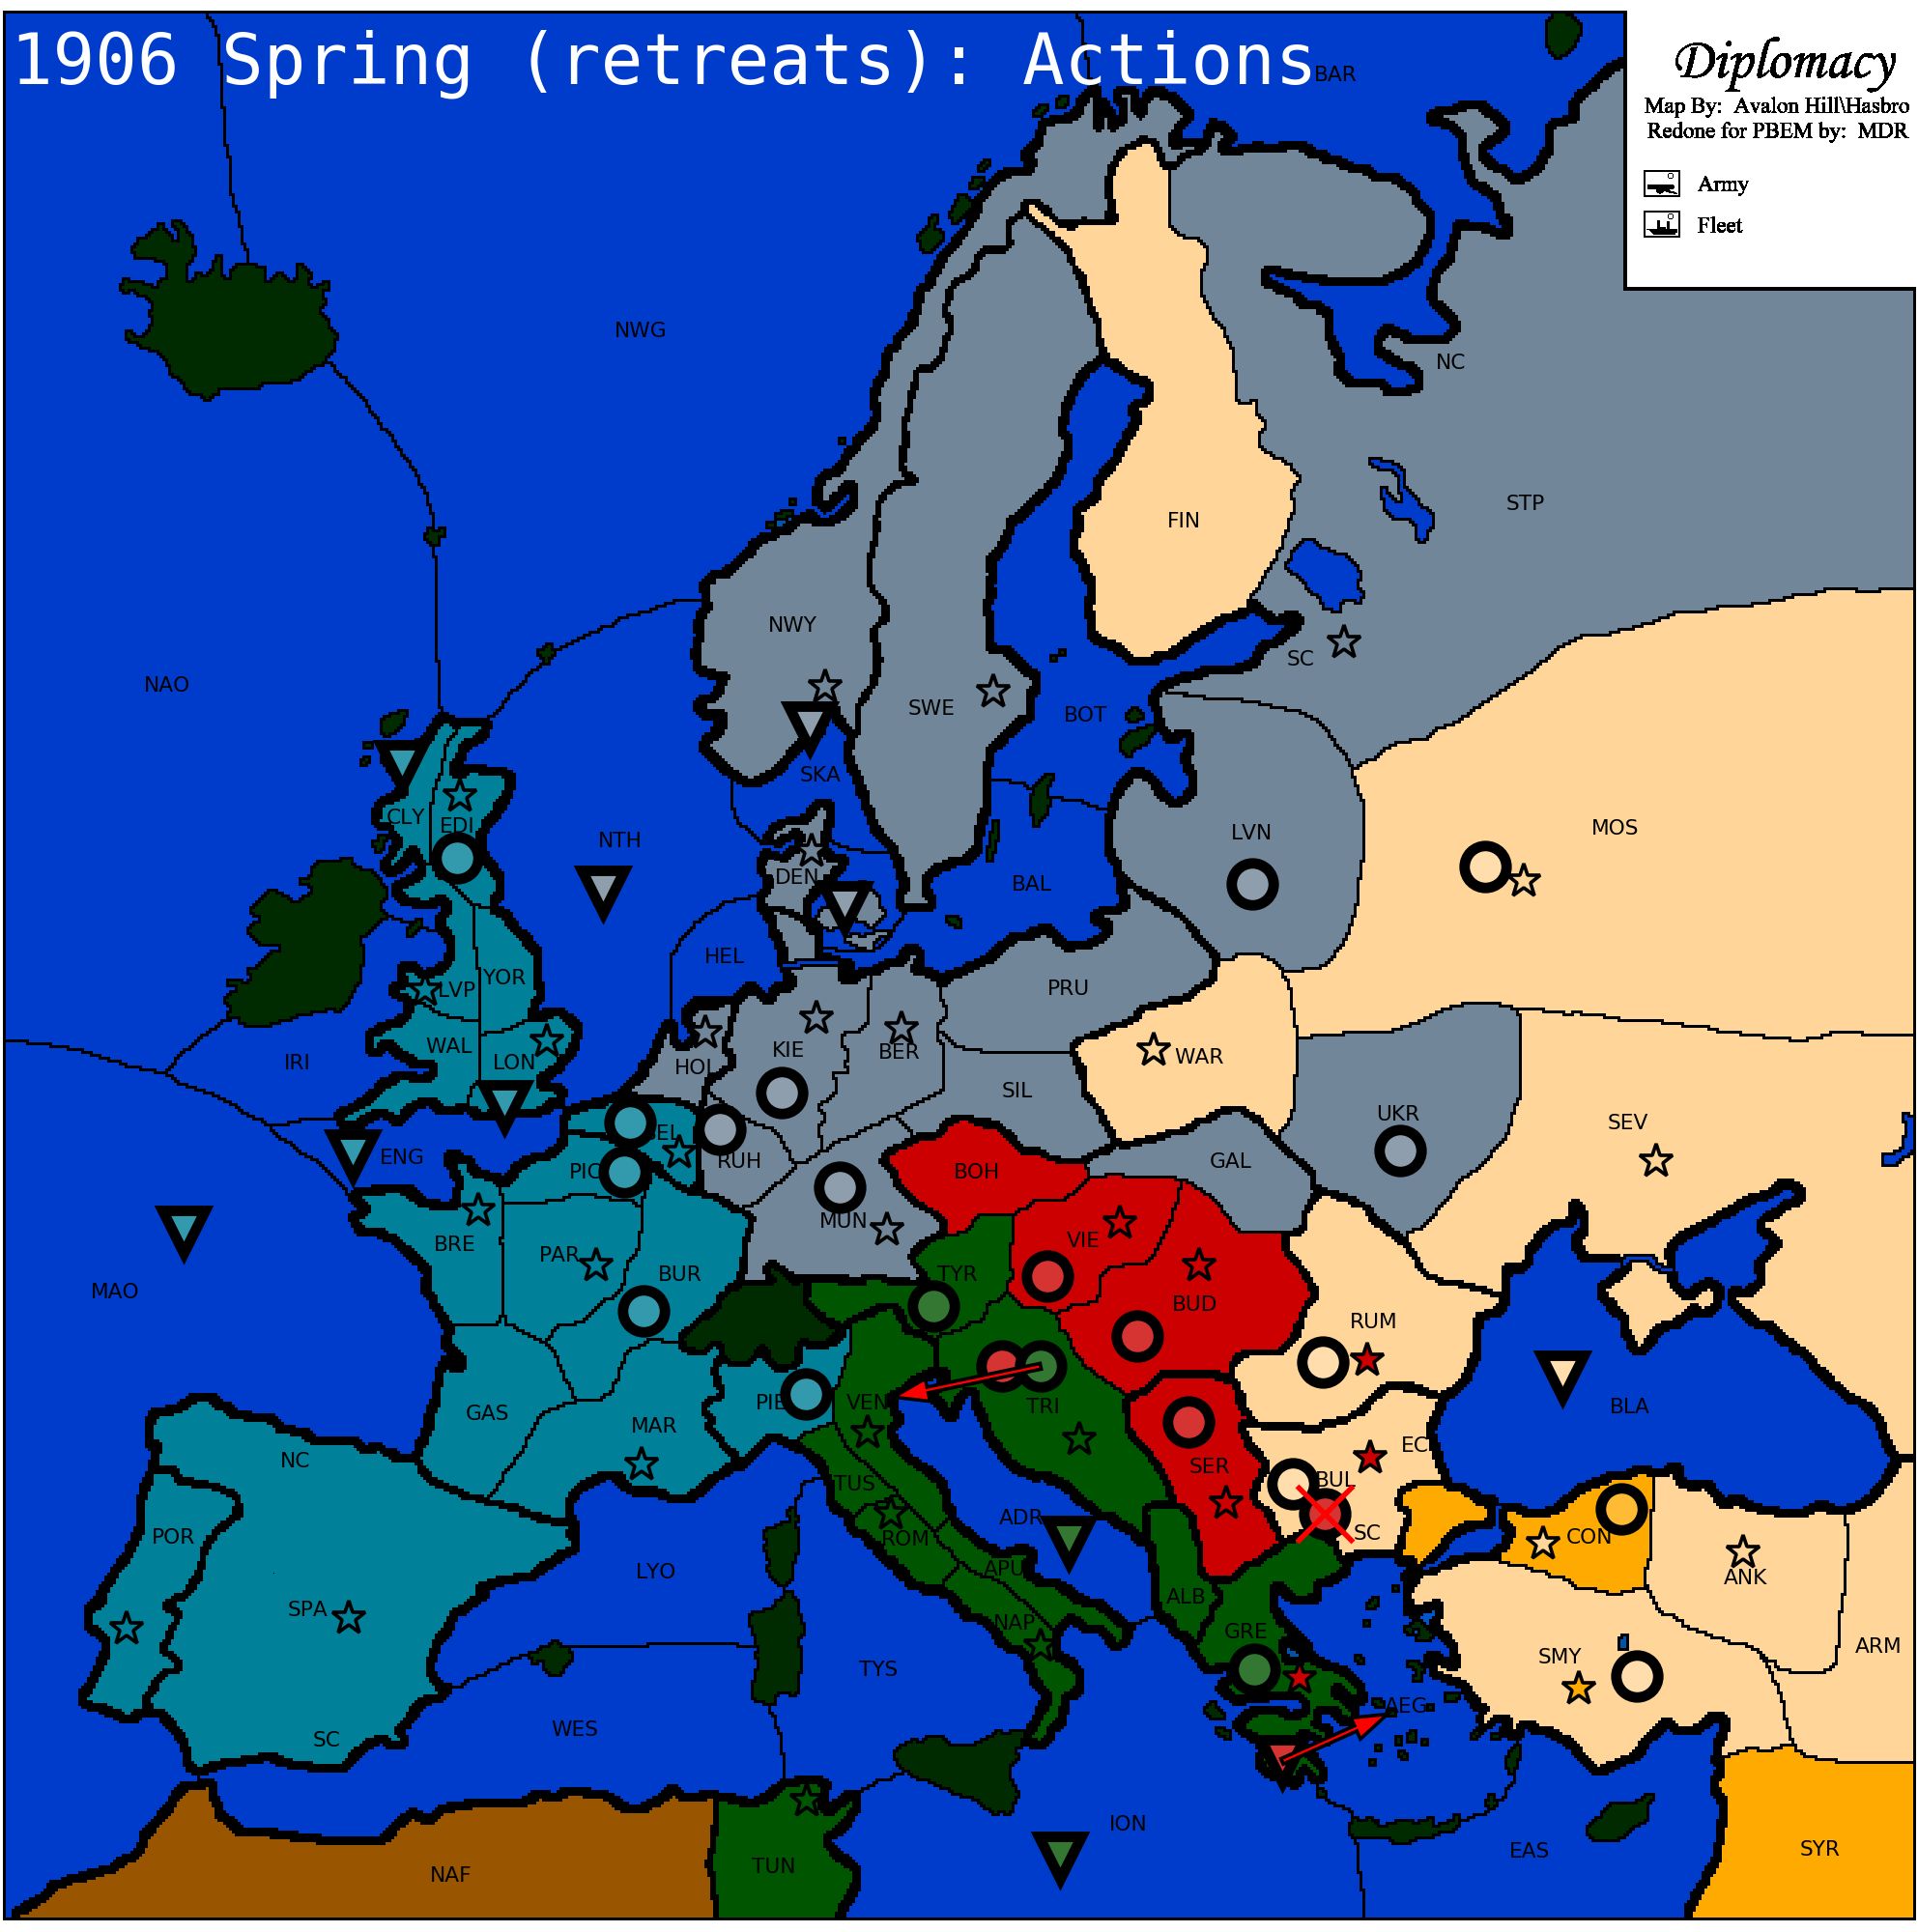 1906 Spring (retreats): Actions
BAR
Diplomacy
Map By: Avalon Hill\Hasbro
Redone for PBEM by: MDR
Army
Fleet
NWG
NC
STP
FIN
NWY
SC
NAO
SWE
BOT
SKA
CLY
EDI
NTH
LVN
MOS
DEN
BAL
HEL
YOR
LVP
PRU
WAL
LON
IRI
KIE
BER
HOL
WAR
SIL
UKR
SEV
BEL
ENG
PIC
RUH
BOH
GAL
MUN
BRE
PAR
VIE
BUR
TYR
MAO
BUD
RUM
PIE
VEN
TRI
BLA
GAS
MAR
NC
SER
EC
BUL
TUS
ADR
SC
POR
ROM
CON
LYO
APU
ANK
ALB
SPA
NAP
GRE
ARM
SMY
TYS
AEG
WES
SC
ION
EAS
SYR
TUN
NAF